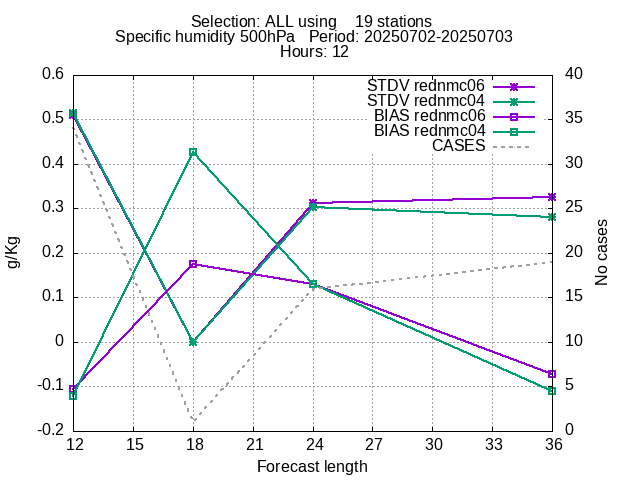 Selection: ALL using    19 stations
Specific humidity 500hPa   Period: 20250702-20250703
Hours: 12
STDV rednmc06
STDV rednmc04
BIAS rednmc06
BIAS rednmc04
CASES
0.6
0.5
0.4
0.3
0.2
0.1
0
-0.1
-0.2
g/Kg
40
35
30
25
20
15
10
5
0
No cases
12 15 18 21 24 27 30 33 36
Forecast length